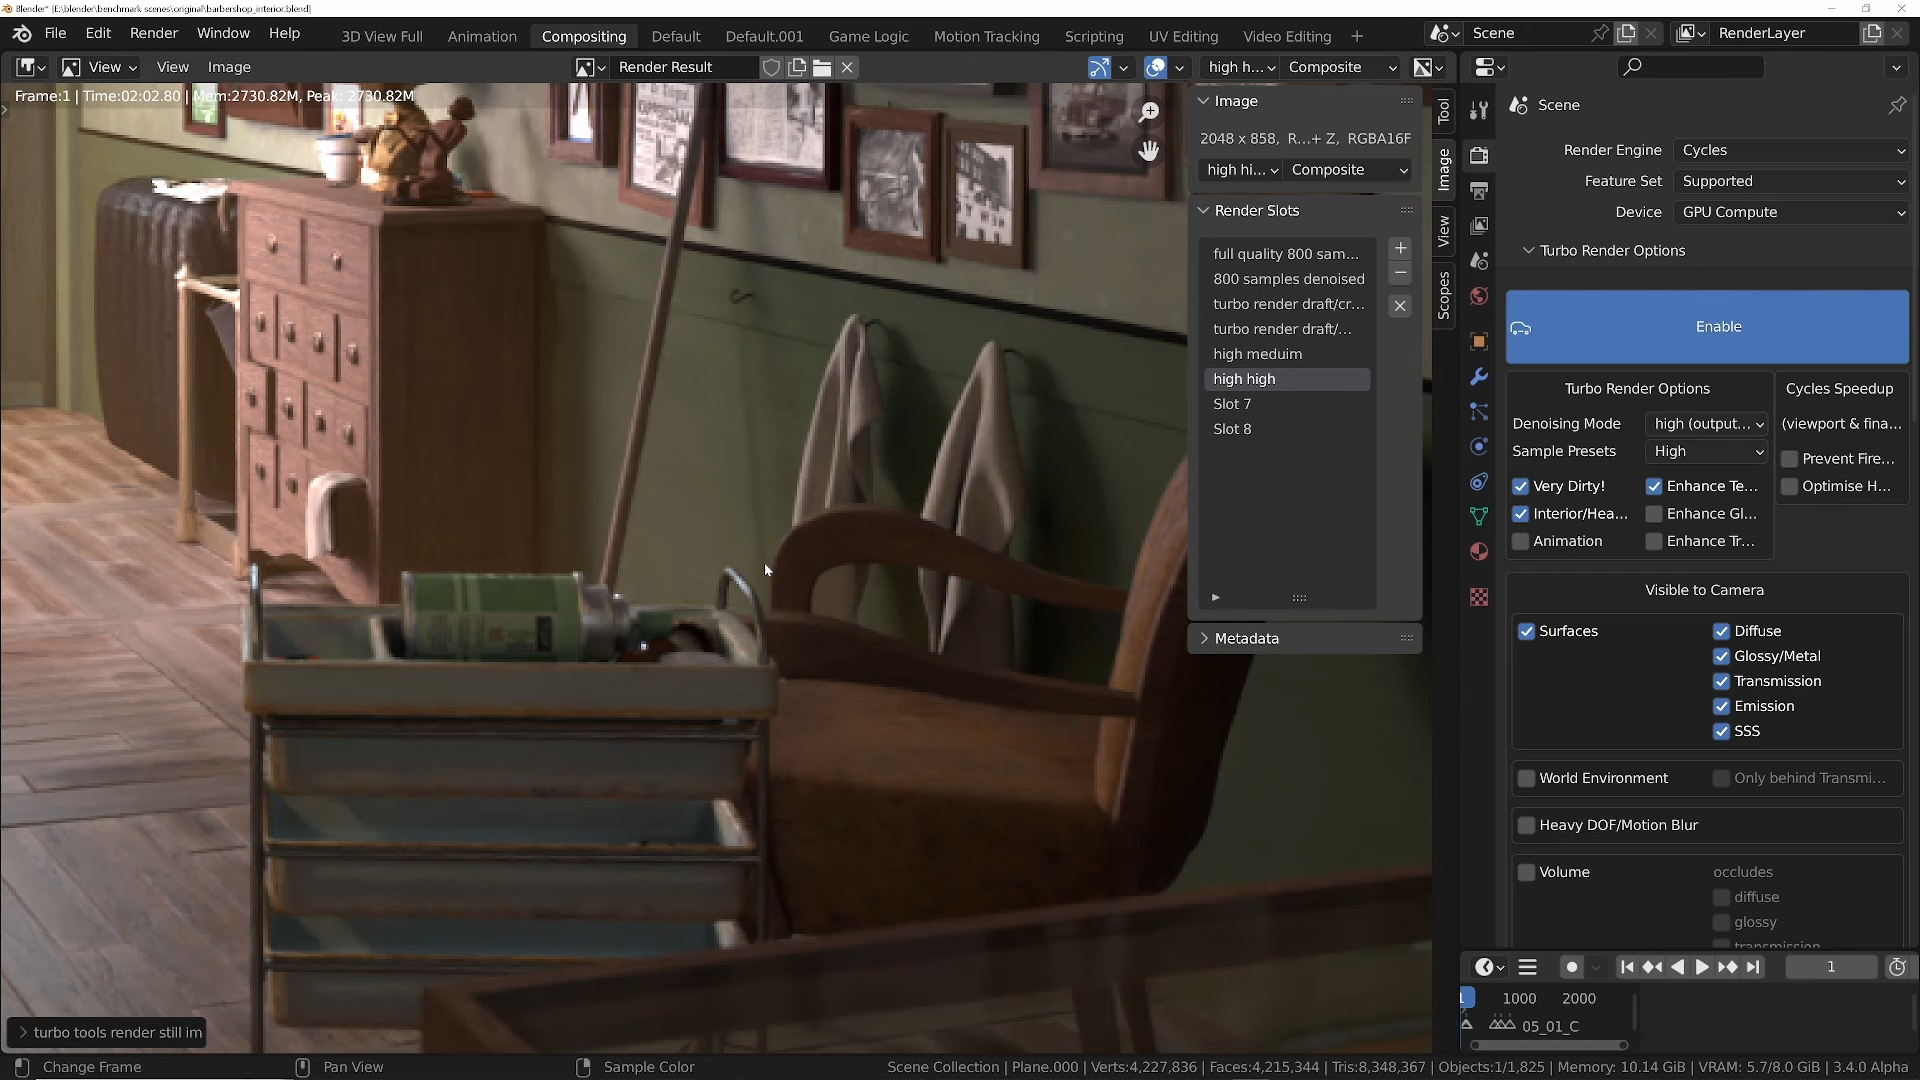 Blender* [E:\blender\benchmark scenes\original\barbershop_interior.blend]
File Edit Render Window Help 3D View Full Animation Compositing Default Default.001 Game Logic Motion Tracking Scripting UV Editing Video Editing + Scene RenderLayer
View View Image Render Result high h... Composite
Frame:1 | Time:02:02.80 | Mem:2730.82M, Peak: 2730.82M
Image
2048 x 858, R...+ Z, RGBA16F
high hi... Composite
Render Slots
full quality 800 sam...
800 samples denoised
turbo render draft/cr...
turbo render draft/...
high meduim
high high
Slot 7
Slot 8
Metadata
Tool
Image
View
Scopes
Scene
Render Engine Cycles
Feature Set Supported
Device GPU Compute
Turbo Render Options
Enable
Turbo Render Options Cycles Speedup
Denoising Mode high (output... (viewport & fina...
Sample Presets High Prevent Fire...
Very Dirty! Enhance Te... Optimise H...
Interior/Hea... Enhance Gl...
Animation Enhance Tr...
Visible to Camera
Surfaces Diffuse
Glossy/Metal
Transmission
Emission
SSS
World Environment Only behind Transmi...
Heavy DOF/Motion Blur
Volume occludes
diffuse
glossy
transmission
1
1 1000 2000
05_01_C
turbo tools render still im
Change Frame Pan View Sample Color Scene Collection | Plane.000 | Verts:4,227,836 | Faces:4,215,344 | Tris:8,348,367 | Objects:1/1,825 | Memory: 10.14 GiB | VRAM: 5.7/8.0 GiB | 3.4.0 Alpha